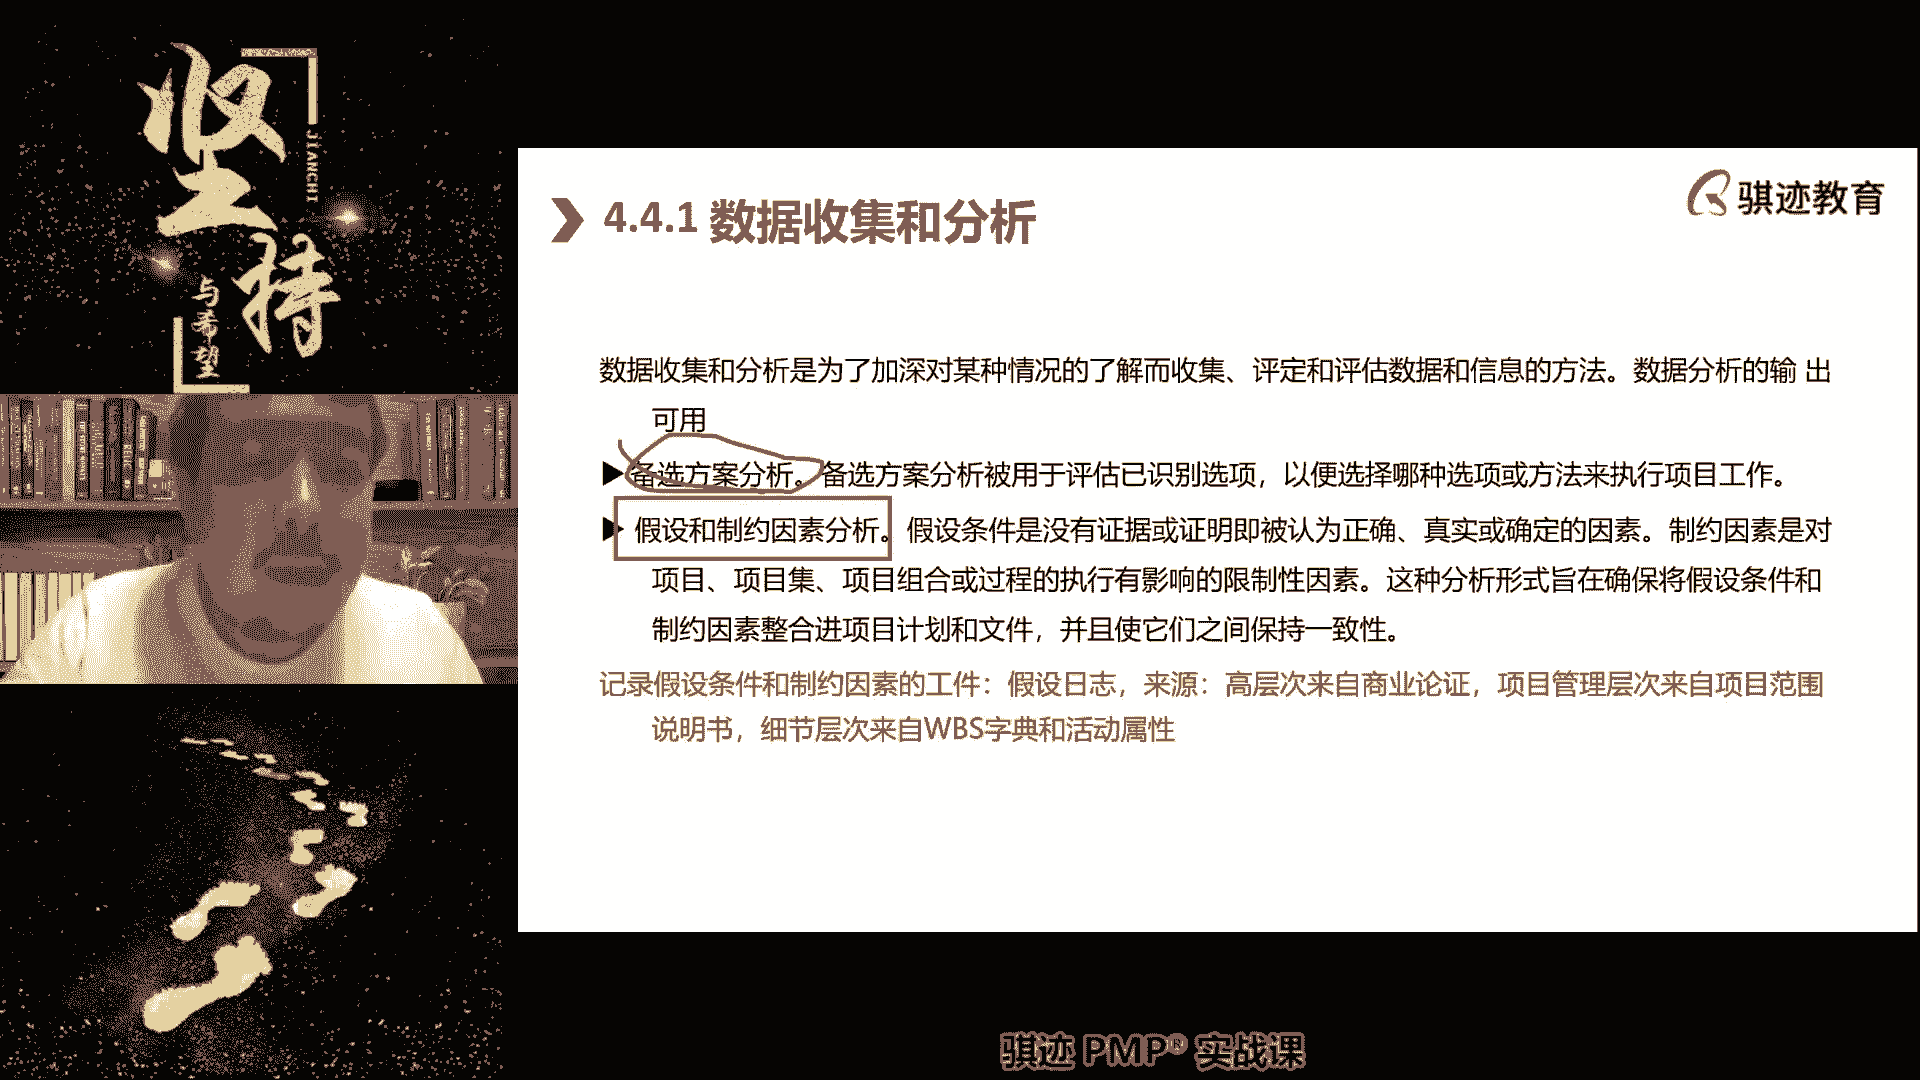 坚持
JIANCHI
与希望
骐迹教育
4.4.1 数据收集和分析
数据收集和分析是为了加深对某种情况的了解而收集、评定和评估数据和信息的方法。数据分析的输 出
可用
备选方案分析。备选方案分析被用于评估已识别选项，以便选择哪种选项或方法来执行项目工作。
假设和制约因素分析。假设条件是没有证据或证明即被认为正确、真实或确定的因素。制约因素是对
项目、项目集、项目组合或过程的执行有影响的限制性因素。这种分析形式旨在确保将假设条件和
制约因素整合进项目计划和文件，并且使它们之间保持一致性。
记录假设条件和制约因素的工件：假设日志，来源：高层次来自商业论证，项目管理层次来自项目范围
说明书，细节层次来自WBS字典和活动属性
骐迹 PMP® 实战课